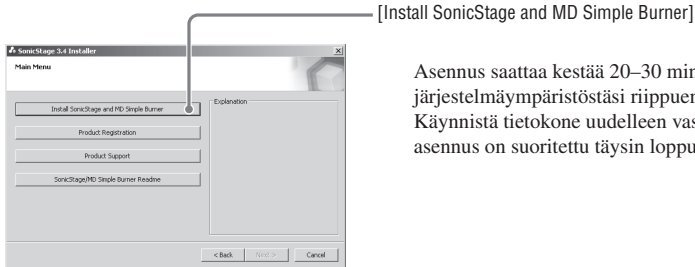 [Install SonicStage and MD Simple Burner]
SonicStage 3.4 Installer
Main Menu
Install SonicStage and MD Simple Burner
Product Registration
Product Support
SonicStage/MD Simple Burner Readme
Explanation
< Back
Next >
Cancel
Asennus saattaa kestää 20–30 min
järjestelmäympäristöstäsi riippuen
Käynnistä tietokone uudelleen vas
asennus on suoritettu täysin loppu